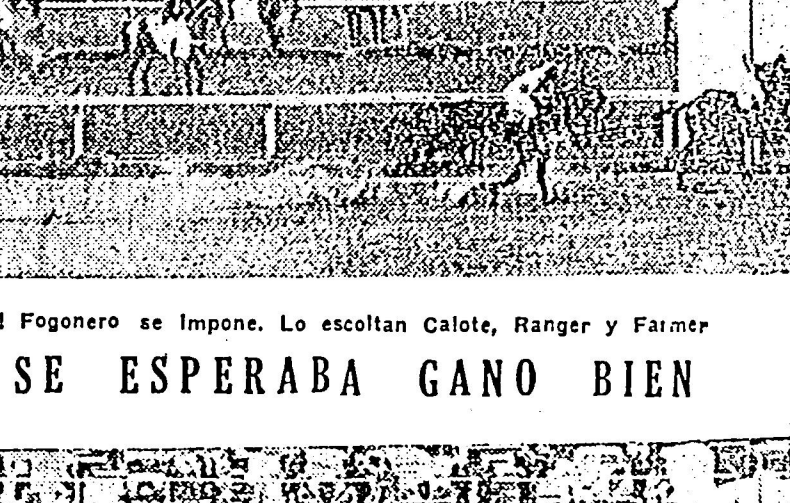 ! Fogonero se Impone. Lo escoltan Calote, Ranger y Farmer
SE ESPERABA GANO BIEN